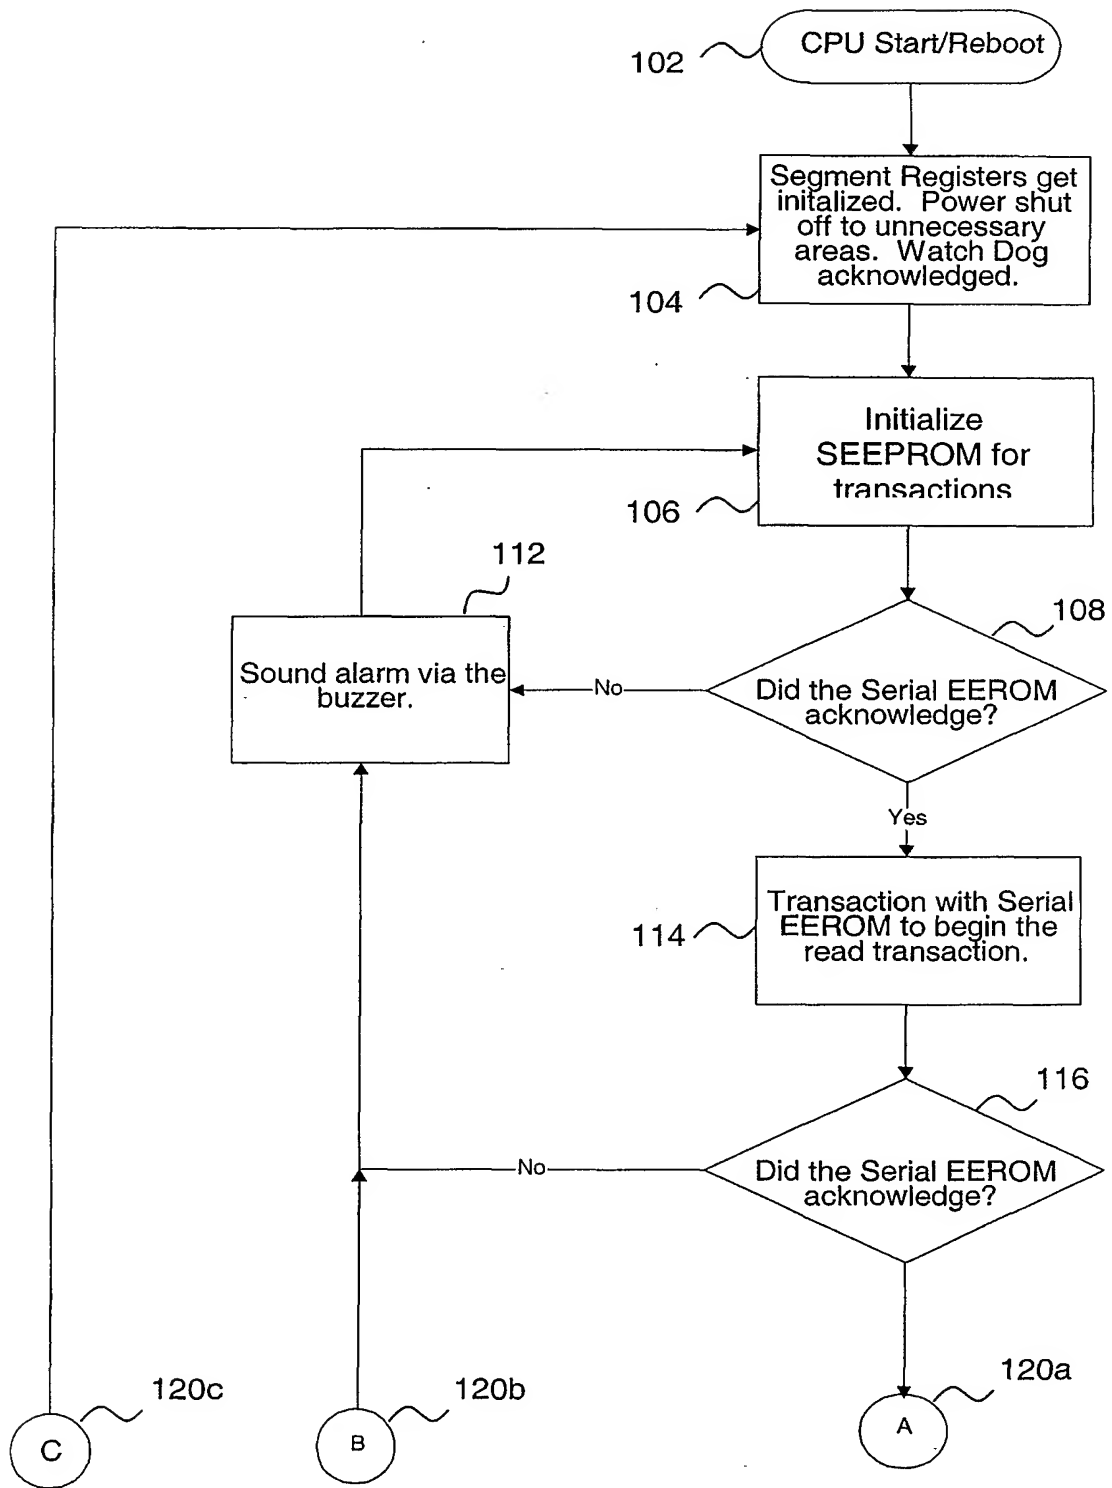 CPU Start/Reboot
102
Segment Registers get
initalized. Power shut
off to unnecessary
areas. Watch Dog
acknowledged.
104
Initialize
SEEPROM for
transactions
106
112
108
Sound alarm via the
buzzer.
No
Did the Serial EEROM
acknowledge?
Yes
Transaction with Serial
EEROM to begin the
read transaction.
114
116
No
Did the Serial EEROM
acknowledge?
120c
120b
120a
C
B
A